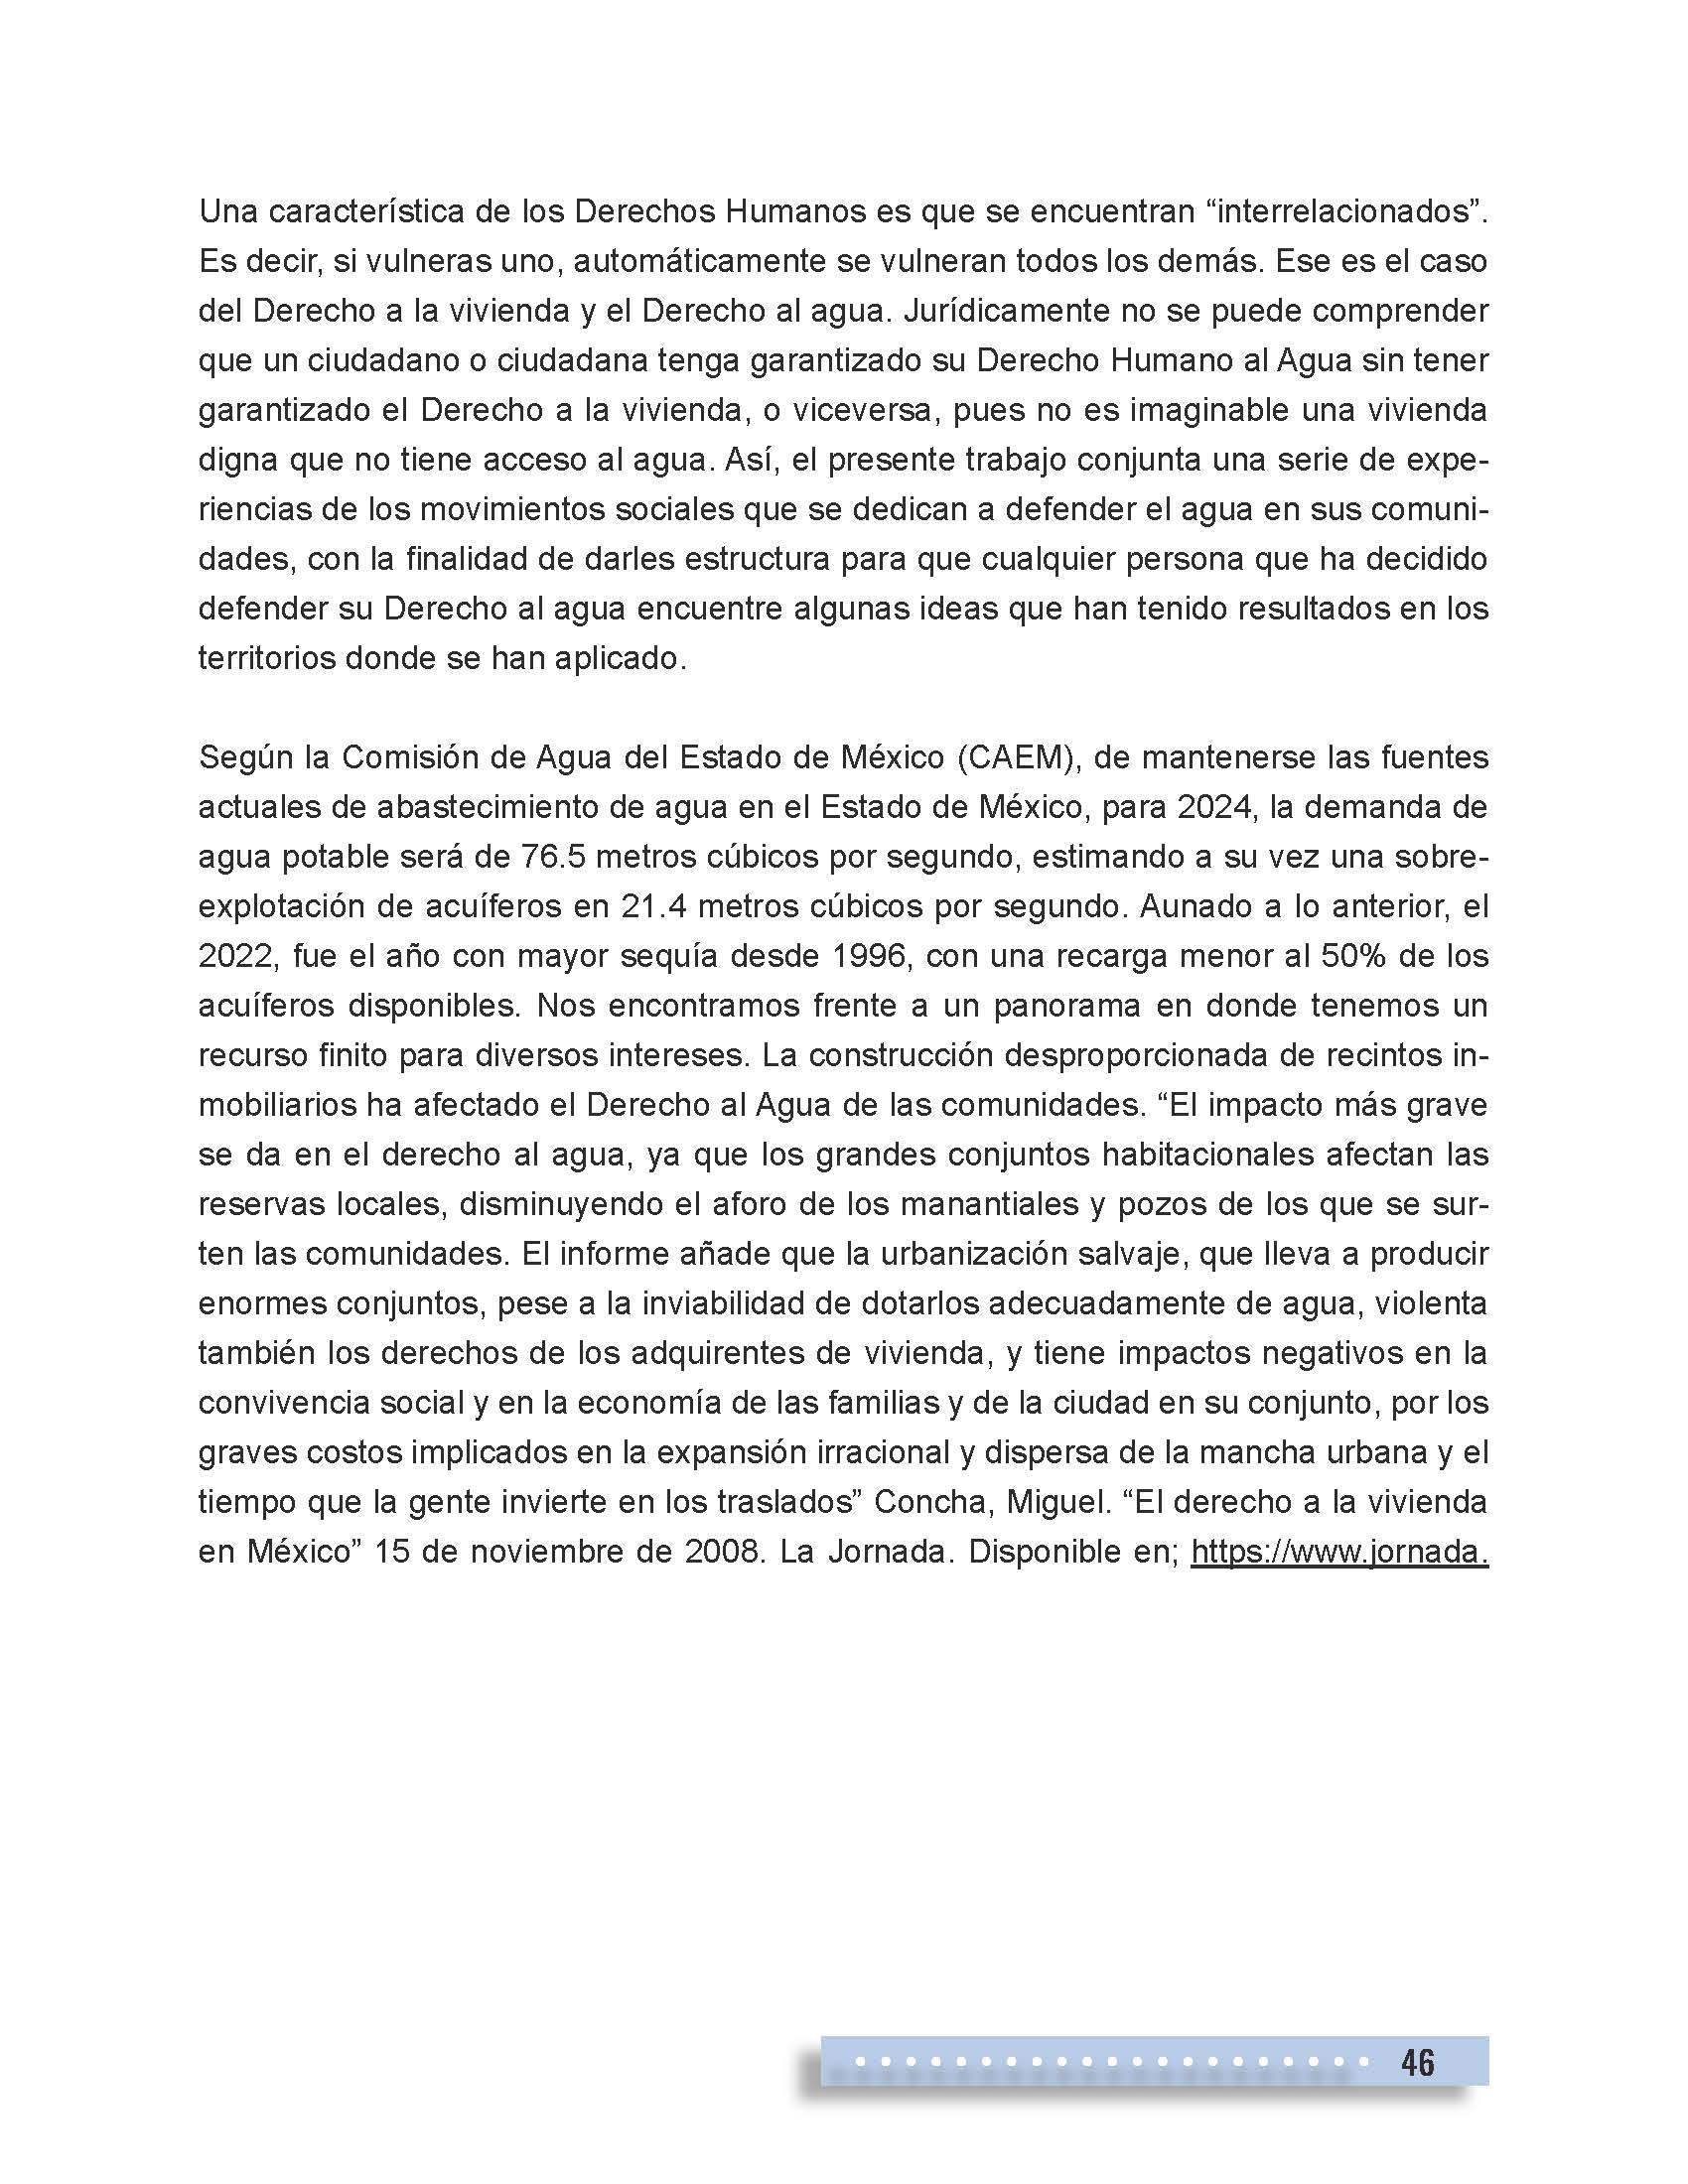 Una característica de los Derechos Humanos es que se encuentran “interrelacionados”.
Es decir, si vulneras uno, automáticamente se vulneran todos los demás. Ese es el caso
del Derecho a la vivienda y el Derecho al agua. Jurídicamente no se puede comprender
que un ciudadano o ciudadana tenga garantizado su Derecho Humano al Agua sin tener
garantizado el Derecho a la vivienda, o viceversa, pues no es imaginable una vivienda
digna que no tiene acceso al agua. Así, el presente trabajo conjunta una serie de expe-
riencias de los movimientos sociales que se dedican a defender el agua en sus comuni-
dades, con la finalidad de darles estructura para que cualquier persona que ha decidido
defender su Derecho al agua encuentre algunas ideas que han tenido resultados en los
territorios donde se han aplicado.
Según la Comisión de Agua del Estado de México (CAEM), de mantenerse las fuentes
actuales de abastecimiento de agua en el Estado de México, para 2024, la demanda de
agua potable será de 76.5 metros cúbicos por segundo, estimando a su vez una sobre-
explotación de acuíferos en 21.4 metros cúbicos por segundo. Aunado a lo anterior, el
2022, fue el año con mayor sequía desde 1996, con una recarga menor al 50% de los
acuíferos disponibles. Nos encontramos frente a un panorama en donde tenemos un
recurso finito para diversos intereses. La construcción desproporcionada de recintos in-
mobiliarios ha afectado el Derecho al Agua de las comunidades. “El impacto más grave
se da en el derecho al agua, ya que los grandes conjuntos habitacionales afectan las
reservas locales, disminuyendo el aforo de los manantiales y pozos de los que se sur-
ten las comunidades. El informe añade que la urbanización salvaje, que lleva a producir
enormes conjuntos, pese a la inviabilidad de dotarlos adecuadamente de agua, violenta
también los derechos de los adquirentes de vivienda, y tiene impactos negativos en la
convivencia social y en la economía de las familias y de la ciudad en su conjunto, por los
graves costos implicados en la expansión irracional y dispersa de la mancha urbana y el
tiempo que la gente invierte en los traslados” Concha, Miguel. “El derecho a la vivienda
en México” 15 de noviembre de 2008. La Jornada. Disponible en; https://www.jornada.
46